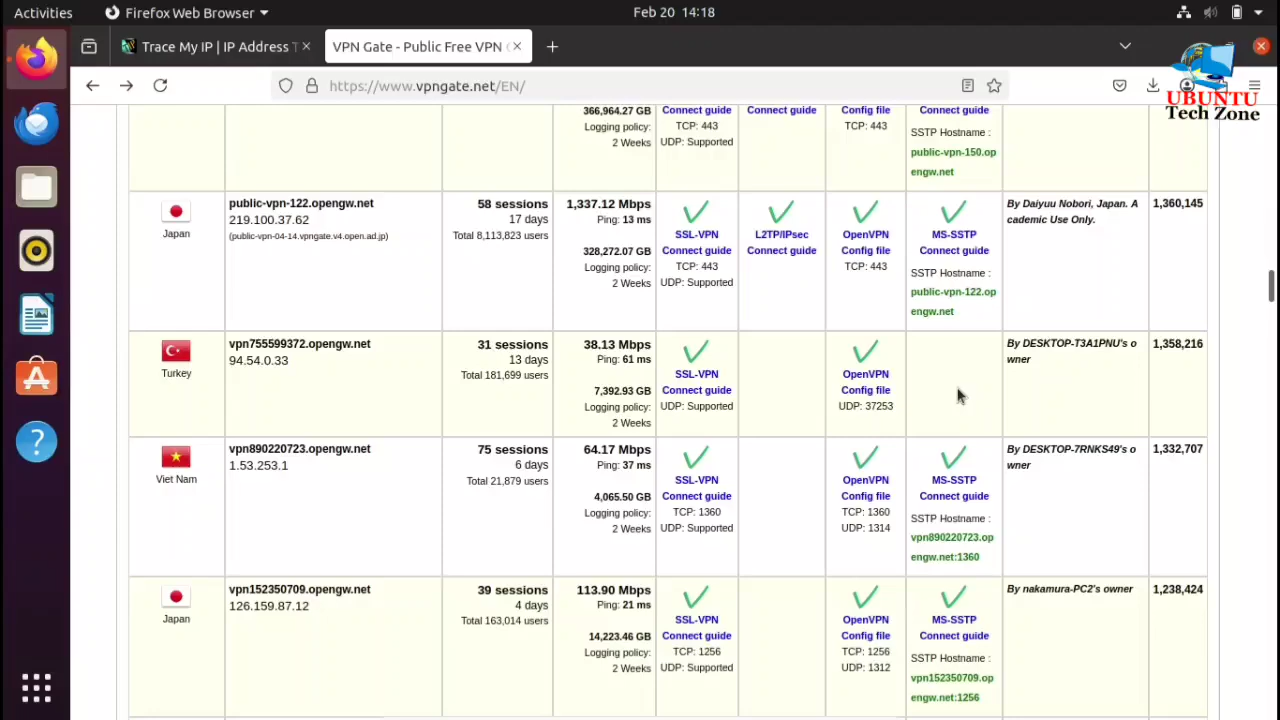 Activities
Firefox Web Browser
Feb 20 14:18
Trace My IP | IP Address T
VPN Gate - Public Free VPN
https://www.vpngate.net/EN/
UBUNTU
Tech Zone
366,964.27 GB
Logging policy:
2 Weeks
Connect guide
TCP: 443
UDP: Supported
Connect guide
Config file
TCP: 443
Connect guide
SSTP Hostname :
public-vpn-150.op
engw.net
Japan
public-vpn-122.opengw.net
219.100.37.62
(public-vpn-04-14.vpngate.v4.open.ad.jp)
58 sessions
17 days
Total 8,113,823 users
1,337.12 Mbps
Ping: 13 ms
328,272.07 GB
Logging policy:
2 Weeks
SSL-VPN
Connect guide
TCP: 443
UDP: Supported
L2TP/IPsec
Connect guide
OpenVPN
Config file
TCP: 443
MS-SSTP
Connect guide
SSTP Hostname :
public-vpn-122.op
engw.net
By Daiyuu Nobori, Japan. A
cademic Use Only.
1,360,145
Turkey
vpn755599372.opengw.net
94.54.0.33
31 sessions
13 days
Total 181,699 users
38.13 Mbps
Ping: 61 ms
7,392.93 GB
Logging policy:
2 Weeks
SSL-VPN
Connect guide
UDP: Supported
OpenVPN
Config file
UDP: 37253
By DESKTOP-T3A1PNU's o
wner
1,358,216
Viet Nam
vpn890220723.opengw.net
1.53.253.1
75 sessions
6 days
Total 21,879 users
64.17 Mbps
Ping: 37 ms
4,065.50 GB
Logging policy:
2 Weeks
SSL-VPN
Connect guide
TCP: 1360
UDP: Supported
OpenVPN
Config file
TCP: 1360
UDP: 1314
MS-SSTP
Connect guide
SSTP Hostname :
vpn890220723.op
engw.net:1360
By DESKTOP-7RNKS49's o
wner
1,332,707
Japan
vpn152350709.opengw.net
126.159.87.12
39 sessions
4 days
Total 163,014 users
113.90 Mbps
Ping: 21 ms
14,223.46 GB
Logging policy:
2 Weeks
SSL-VPN
Connect guide
TCP: 1256
UDP: Supported
OpenVPN
Config file
TCP: 1256
UDP: 1312
MS-SSTP
Connect guide
SSTP Hostname :
vpn152350709.op
engw.net:1256
By nakamura-PC2's owner
1,238,424